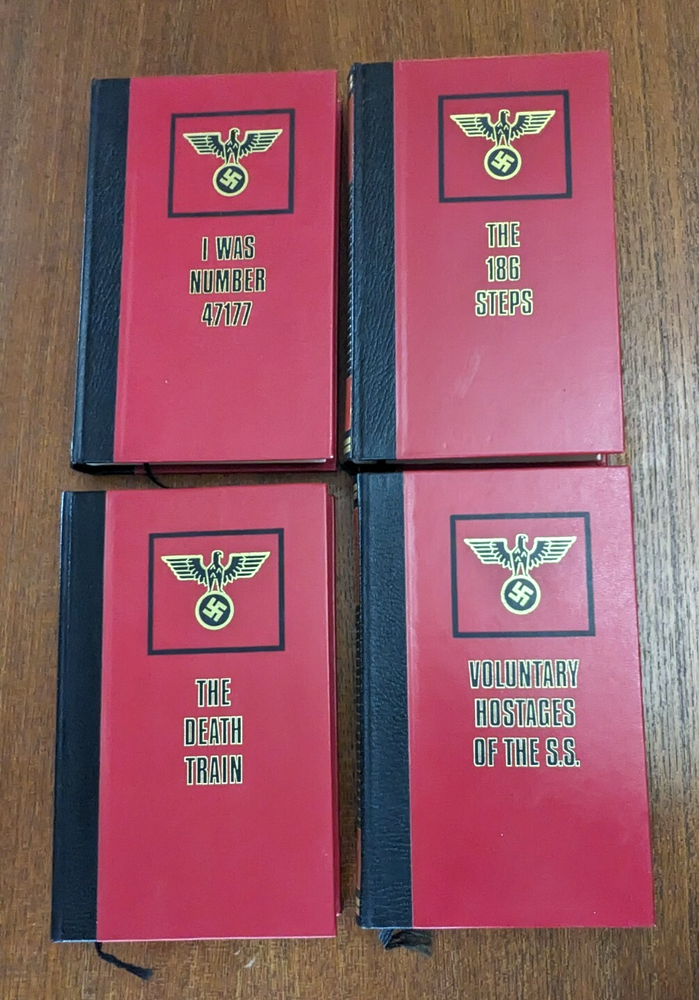 I WAS
NUMBER
47177
THE
186
STEPS
THE
DEATH
TRAIN
VOLUNTARY
HOSTAGES
OF THE S.S.